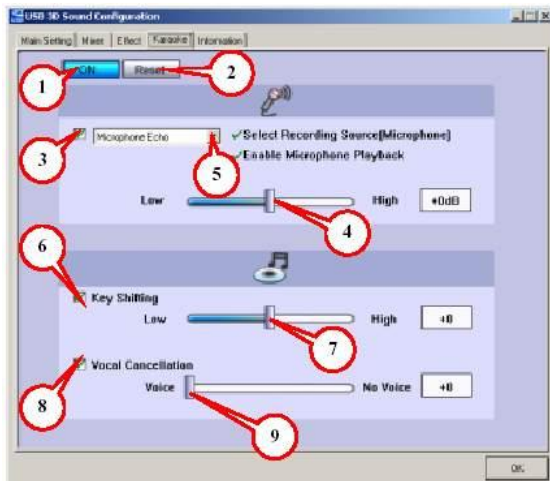 USB 3D Sound Configuration
Main Setting Mixer Effect Karaoke Information
ON Reset
1
2
3
Microphone Echo
✓Select Recording Source(Microphone)
✓Enable Microphone Playback
5
Low High +0dB
4
6
Key Shifting
Low High +0
7
Vocal Cancellation
8
Voice No Voice +0
9
OK